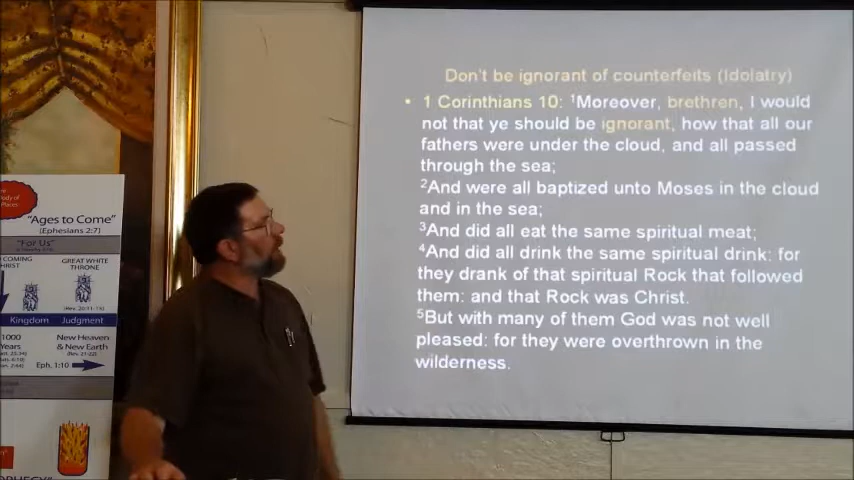 Don't be ignorant of counterfeits (Idolatry)
• 1 Corinthians 10: ¹Moreover, brethren, I would
not that ye should be ignorant, how that all our
fathers were under the cloud, and all passed
through the sea;
²And were all baptized unto Moses in the cloud
and in the sea;
³And did all eat the same spiritual meat;
⁴And did all drink the same spiritual drink: for
they drank of that spiritual Rock that followed
them: and that Rock was Christ.
⁵But with many of them God was not well
pleased: for they were overthrown in the
wilderness.
"Ages to Come"
(Ephesians 2:7)
"For Us"
COMING
CHRIST
GREAT WHITE
THRONE
Kingdom
Judgment
1000
Years
New Heaven
(Rev. 21-22)
Eph. 1:10